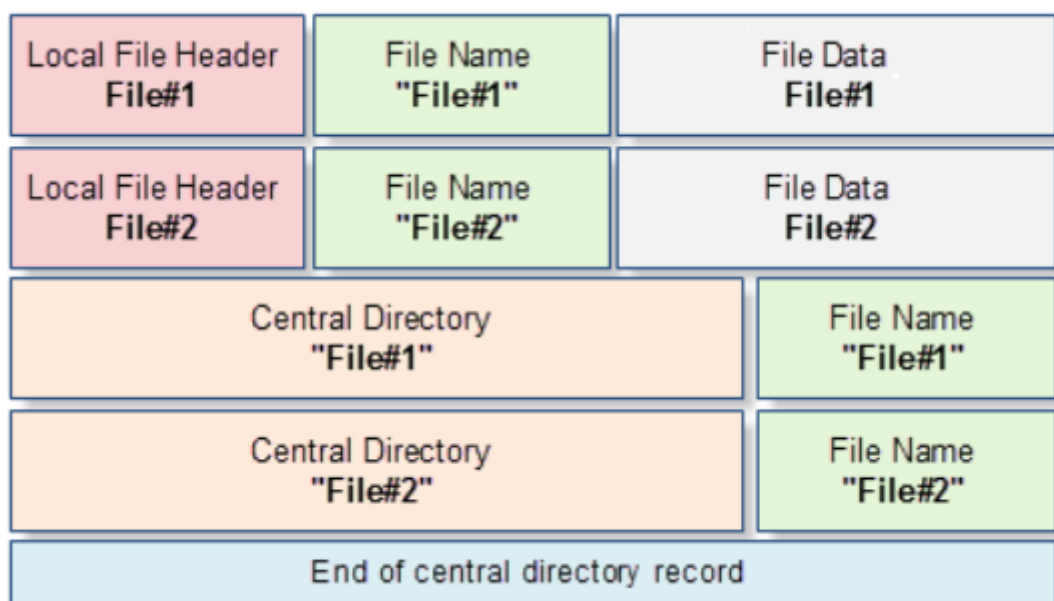 Local File Header
File#1
File Name
"File#1"
File Data
File#1
Local File Header
File#2
File Name
"File#2"
File Data
File#2
Central Directory
"File#1"
File Name
"File#1"
Central Directory
"File#2"
File Name
"File#2"
End of central directory record